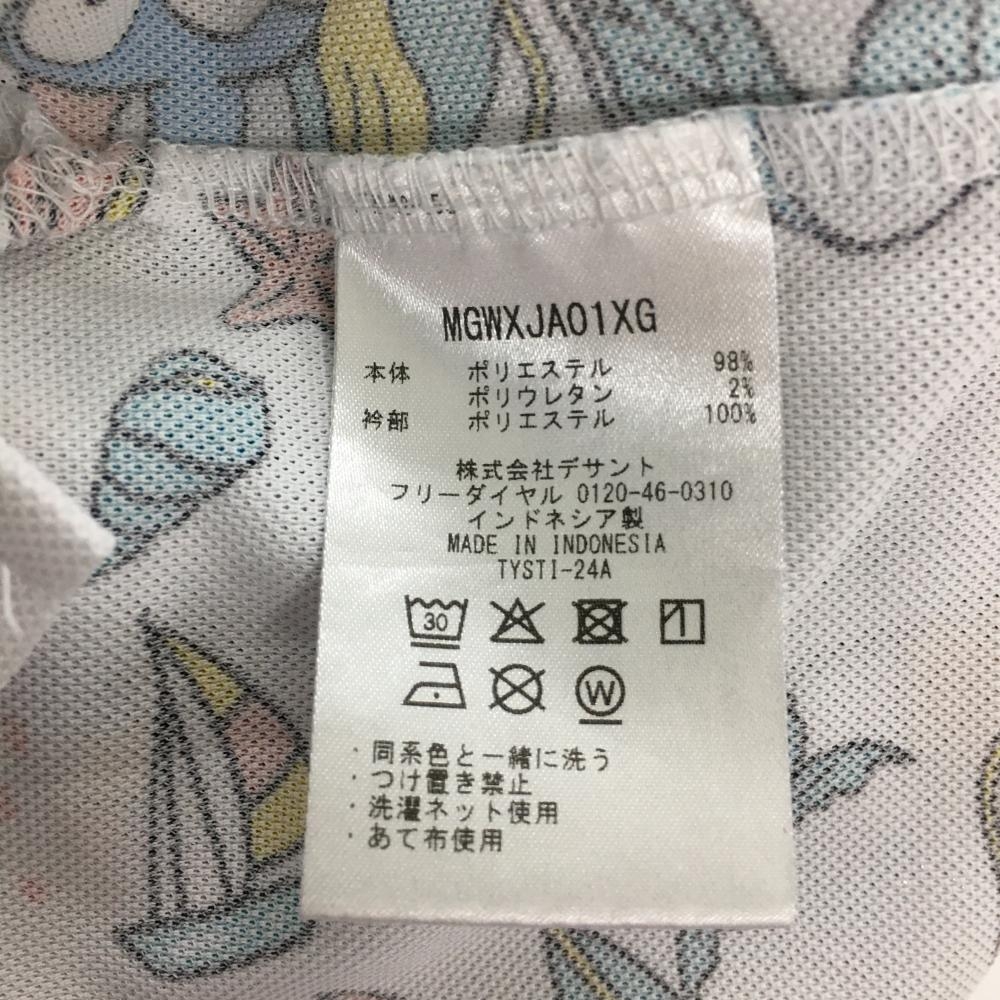 MGWXJA01XG
本体 ポリエステル 98%
ポリウレタン 2%
衿部 ポリエステル 100%
株式会社デサント
フリーダイヤル 0120-46-0310
インドネシア製
MADE IN INDONESIA
TYSTI-24A
30
W
・同系色と一緒に洗う
・つけ置き禁止
・洗濯ネット使用
・あて布使用